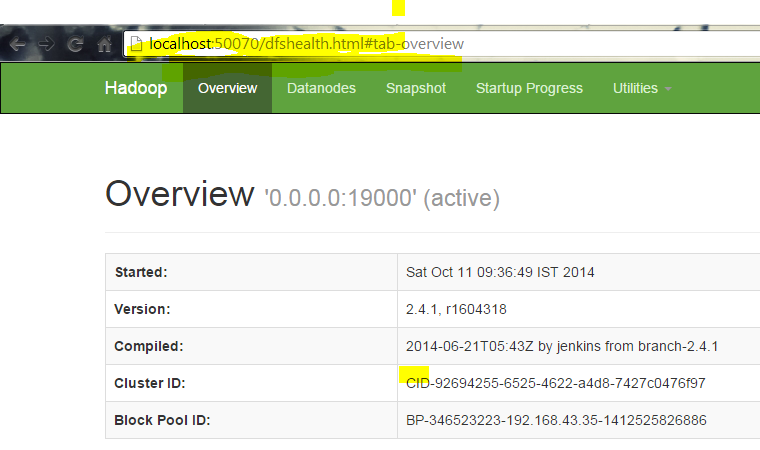 localhost:50070/dfshealth.html#tab-overview
Hadoop Overview Datanodes Snapshot Startup Progress Utilities
Overview '0.0.0.0:19000' (active)
Started: Sat Oct 11 09:36:49 IST 2014
Version: 2.4.1, r1604318
Compiled: 2014-06-21T05:43Z by jenkins from branch-2.4.1
Cluster ID: CID-92694255-6525-4622-a4d8-7427c0476f97
Block Pool ID: BP-346523223-192.168.43.35-1412525826886